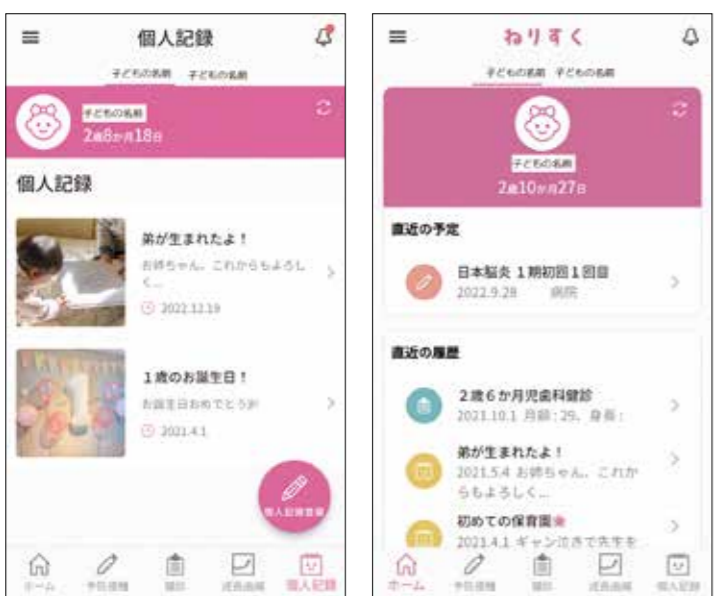 個人記録
子どもの名前 子どもの名前
子どもの名前
2歳8か月18日
個人記録
弟が生まれたよ！
お姉ちゃん、これからもよろし
く...
2022.12.19
1歳のお誕生日！
お誕生日おめでとう
2021.4.1
個人記録登録
ホーム 予防接種 健診 成長曲線 個人記録
ねりすく
子どもの名前 子どもの名前
子どもの名前
2歳10か月27日
直近の予定
日本脳炎 1期初回1回目
2022.9.28 病院
直近の履歴
2歳6か月児歯科健診
2021.10.1 月齢:29、身長:
弟が生まれたよ！
2021.5.4 お姉ちゃん、これか
らもよろしく...
初めての保育園
2021.4.1 ギャン泣きで先生を
ホーム 予防接種 健診 成長曲線 個人記録